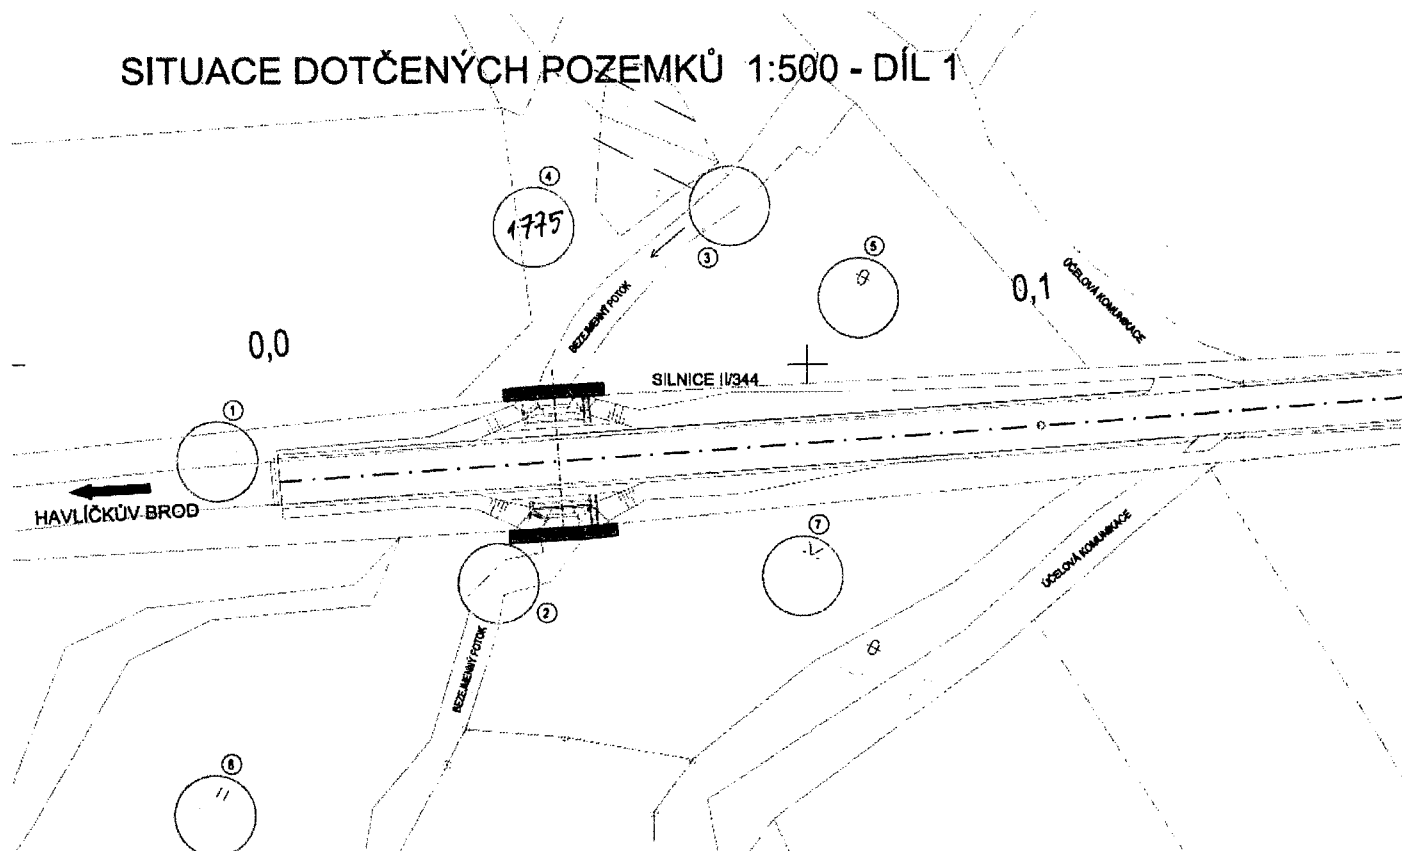 SITUACE DOTČENÝCH POZEMKŮ 1:500 - DÍL 1
4
1775
3
5
0,1
ÚČELOVÁ KOMUNIKACE
BEZEJMENNÝ POTOK
0,0
SILNICE II/344
1
HAVLÍČKŮV BROD
7
ÚČELOVÁ KOMUNIKACE
2
BEZEJMENNÝ POTOK
6